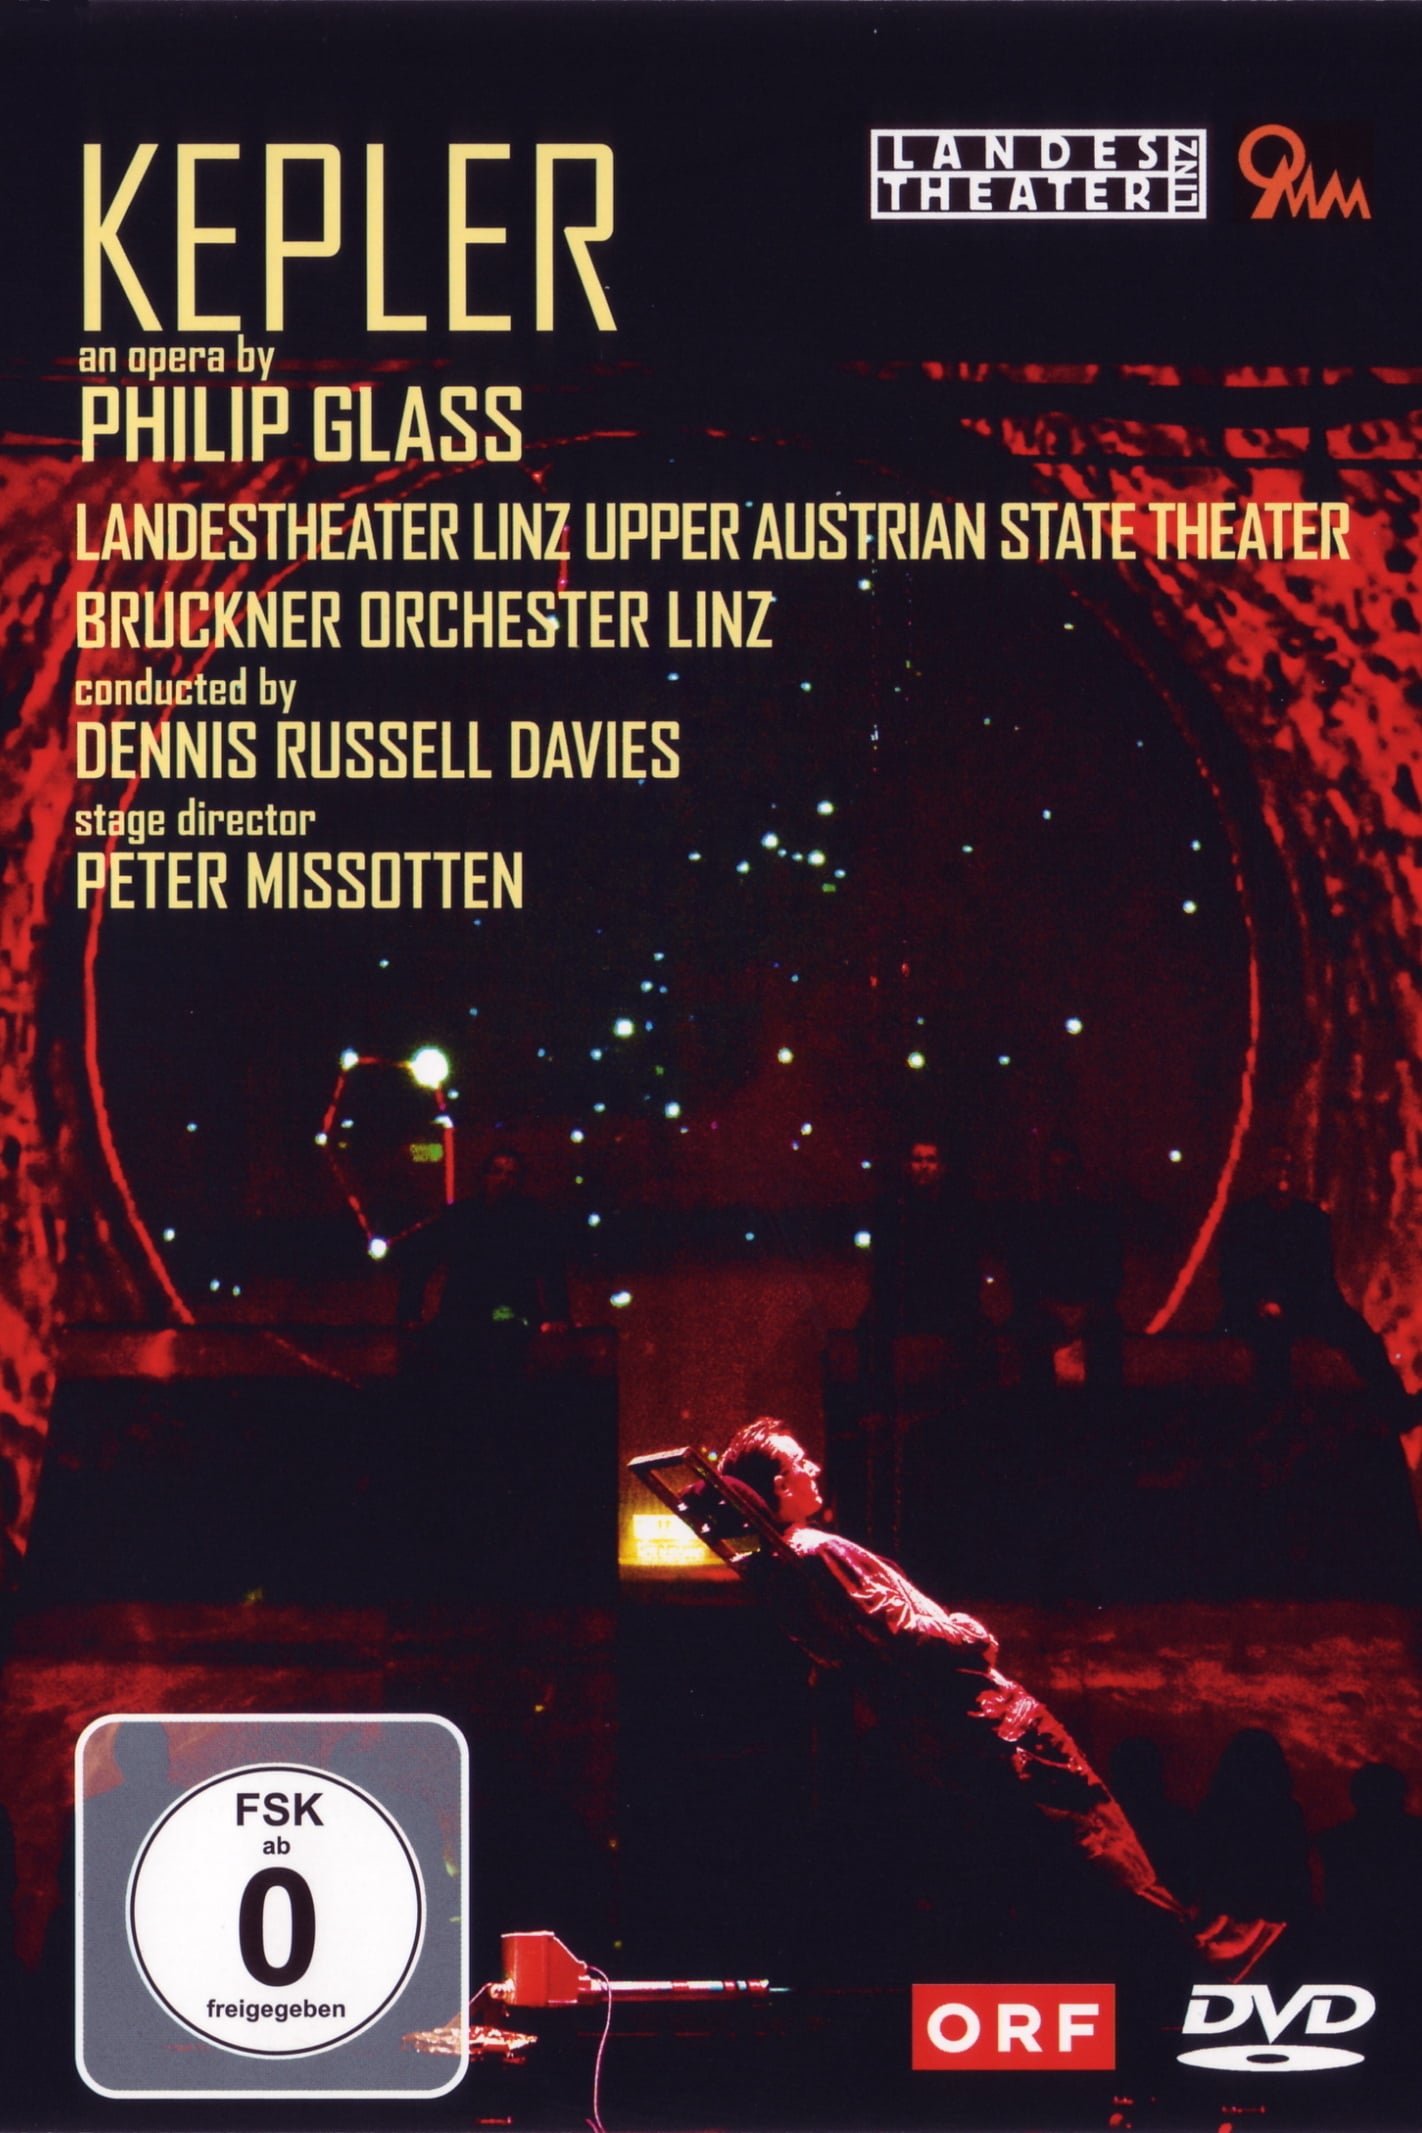 KEPLER
an opera by
PHILIP GLASS
LANDESTHEATER LINZ UPPER AUSTRIAN STATE THEATER
BRUCKNER ORCHESTER LINZ
conducted by
DENNIS RUSSELL DAVIES
stage director
PETER MISSOTTEN
LANDES
THEATER
LINZ
OMM
FSK
ab
0
freigegeben
ORF
DVD